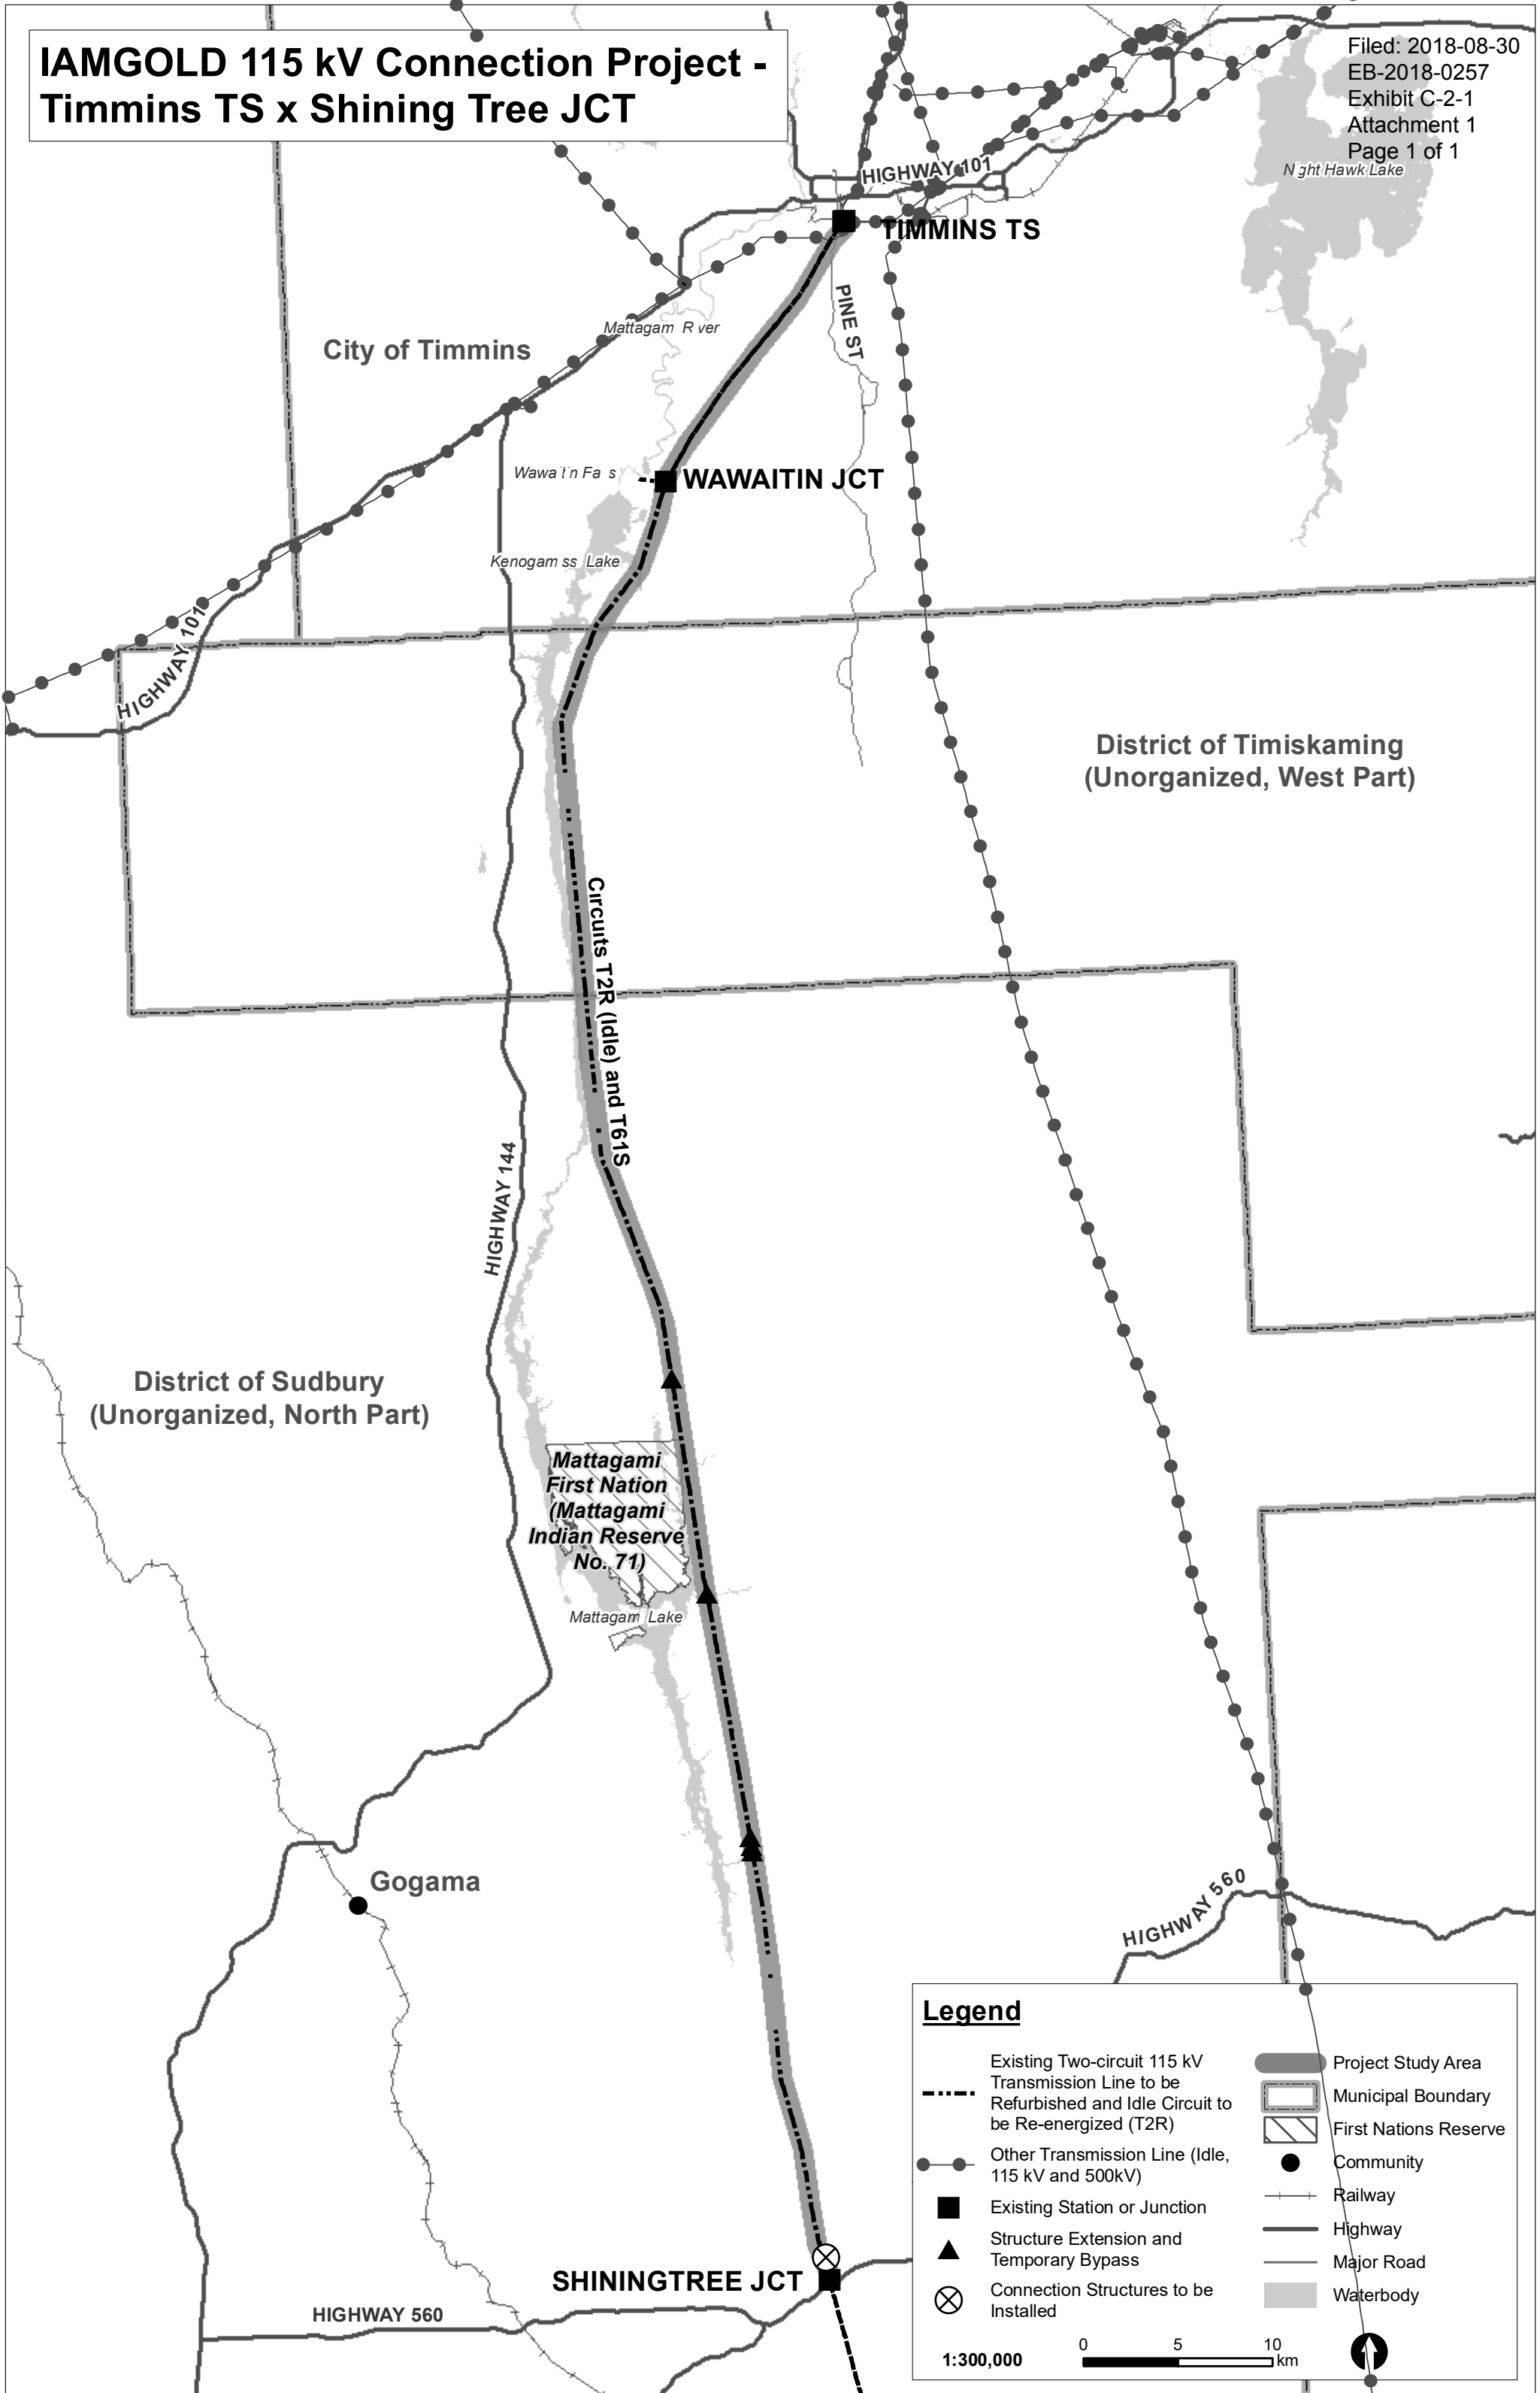 IAMGOLD 115 kV Connection Project -
Timmins TS x Shining Tree JCT
Filed: 2018-08-30
EB-2018-0257
Exhibit C-2-1
Attachment 1
Page 1 of 1
Night Hawk Lake
HIGHWAY 101
TIMMINS TS
PINE ST
Mattagam R ver
City of Timmins
Wawaitin Fa s
WAWAITIN JCT
Kenogam ss Lake
HIGHWAY 101
District of Timiskaming
(Unorganized, West Part)
Circuits T2R (Idle) and T61S
HIGHWAY 144
District of Sudbury
(Unorganized, North Part)
Mattagami
First Nation
(Mattagami
Indian Reserve
No. 71)
Mattagam Lake
Gogama
HIGHWAY 560
SHININGTREE JCT
HIGHWAY 560
Legend
Existing Two-circuit 115 kV
Transmission Line to be
Refurbished and Idle Circuit to
be Re-energized (T2R)
Other Transmission Line (Idle,
115 kV and 500kV)
Existing Station or Junction
Structure Extension and
Temporary Bypass
Connection Structures to be
Installed
Project Study Area
Municipal Boundary
First Nations Reserve
Community
Railway
Highway
Major Road
Waterbody
1:300,000
0 5 10
km